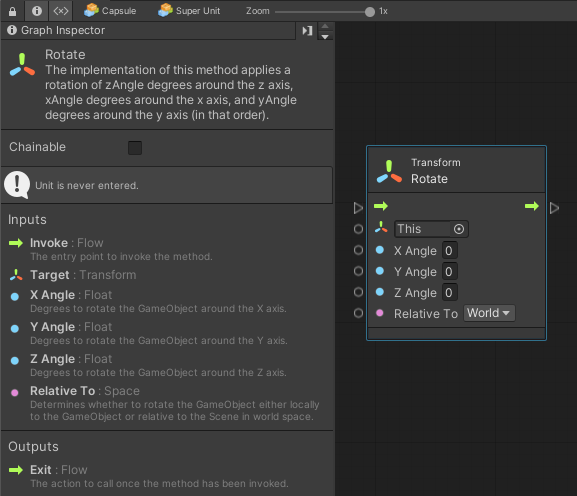 Capsule
Super Unit
Zoom
1x
Graph Inspector
Rotate
The implementation of this method applies a
rotation of zAngle degrees around the z axis,
xAngle degrees around the x axis, and yAngle
degrees around the y axis (in that order).
Chainable
Unit is never entered.
Inputs
Invoke : Flow
The entry point to invoke the method.
Target : Transform
X Angle : Float
Degrees to rotate the GameObject around the X axis.
Y Angle : Float
Degrees to rotate the GameObject around the Y axis.
Z Angle : Float
Degrees to rotate the GameObject around the Z axis.
Relative To : Space
Determines whether to rotate the GameObject either locally
to the GameObject or relative to the Scene in world space.
Outputs
Exit : Flow
The action to call once the method has been invoked.
Transform
Rotate
This
X Angle 0
Y Angle 0
Z Angle 0
Relative To World